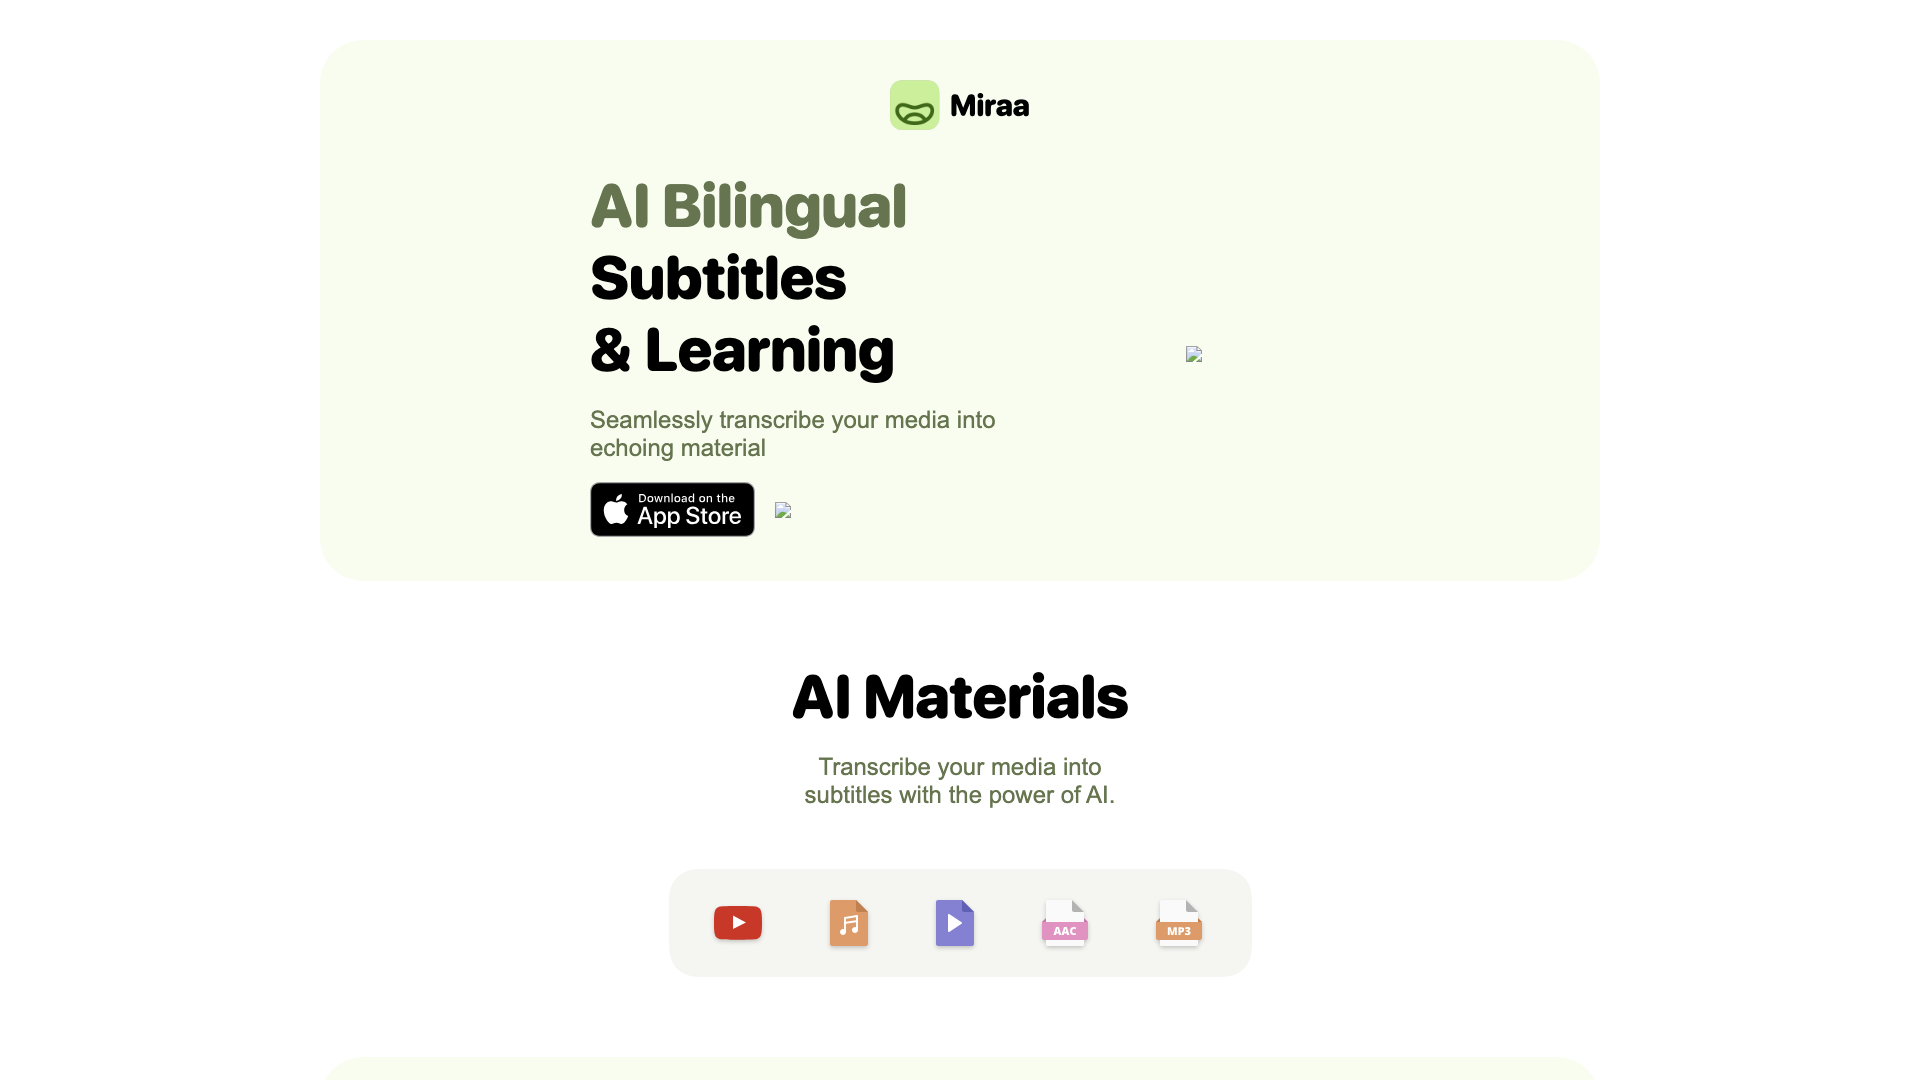 Miraa
AI Bilingual
Subtitles
& Learning
Seamlessly transcribe your media into
echoing material
Download on the
App Store
AI Materials
Transcribe your media into
subtitles with the power of AI.
AAC
MP3